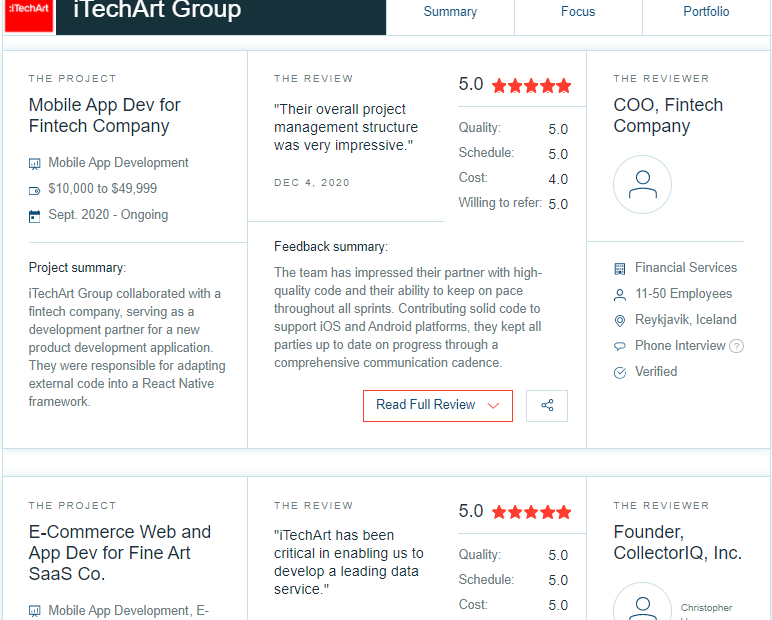 :iTechArt
iTechArt Group
Summary
Focus
Portfolio
THE PROJECT
Mobile App Dev for
Fintech Company
Mobile App Development
$10,000 to $49,999
Sept. 2020 - Ongoing
Project summary:
iTechArt Group collaborated with a
fintech company, serving as a
development partner for a new
product development application.
They were responsible for adapting
external code into a React Native
framework.
THE REVIEW
"Their overall project
management structure
was very impressive."
DEC 4, 2020
5.0
Quality: 5.0
Schedule: 5.0
Cost: 4.0
Willing to refer: 5.0
Feedback summary:
The team has impressed their partner with high-
quality code and their ability to keep on pace
throughout all sprints. Contributing solid code to
support iOS and Android platforms, they kept all
parties up to date on progress through a
comprehensive communication cadence.
Read Full Review
THE REVIEWER
COO, Fintech
Company
Financial Services
11-50 Employees
Reykjavik, Iceland
Phone Interview ?
Verified
THE PROJECT
E-Commerce Web and
App Dev for Fine Art
SaaS Co.
Mobile App Development, E-
THE REVIEW
"iTechArt has been
critical in enabling us to
develop a leading data
service."
5.0
Quality: 5.0
Schedule: 5.0
Cost: 5.0
THE REVIEWER
Founder,
CollectorIQ, Inc.
Christopher